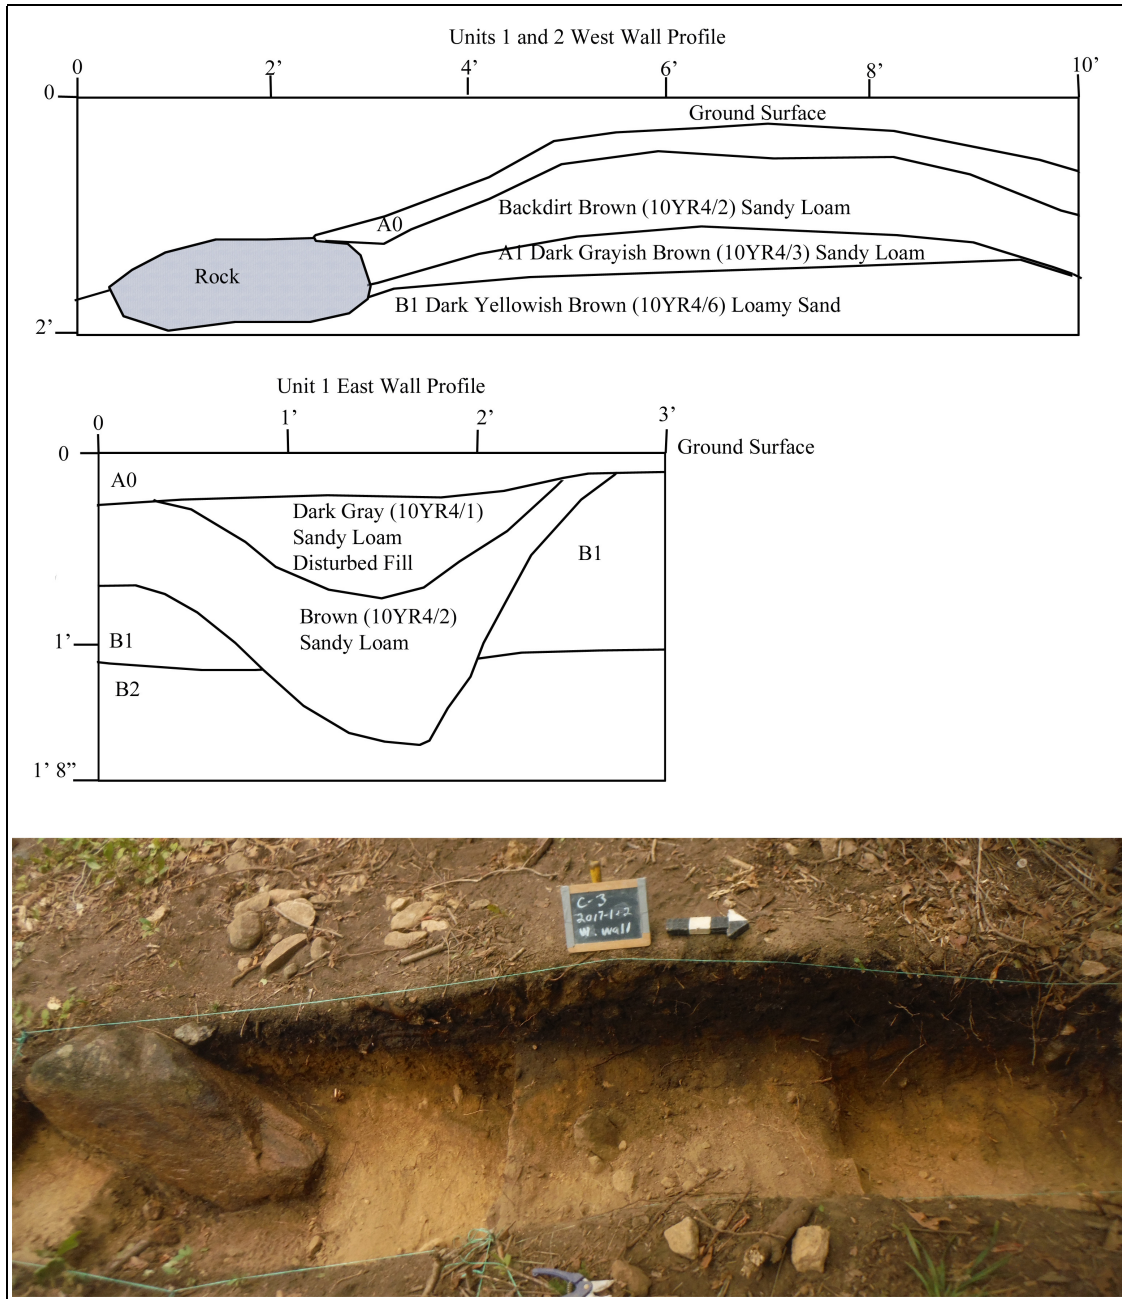 Units 1 and 2 West Wall Profile
0 2’ 4’ 6’ 8’ 10’
0
Ground Surface
Backdirt Brown (10YR4/2) Sandy Loam
A0
A1 Dark Grayish Brown (10YR4/3) Sandy Loam
Rock
B1 Dark Yellowish Brown (10YR4/6) Loamy Sand
2’
Unit 1 East Wall Profile
0 1’ 2’ 3’
0
Ground Surface
A0
Dark Gray (10YR4/1)
Sandy Loam
Disturbed Fill
B1
Brown (10YR4/2)
Sandy Loam
1’
B1
B2
1’ 8”
C-3
2017-1+2
W. Wall